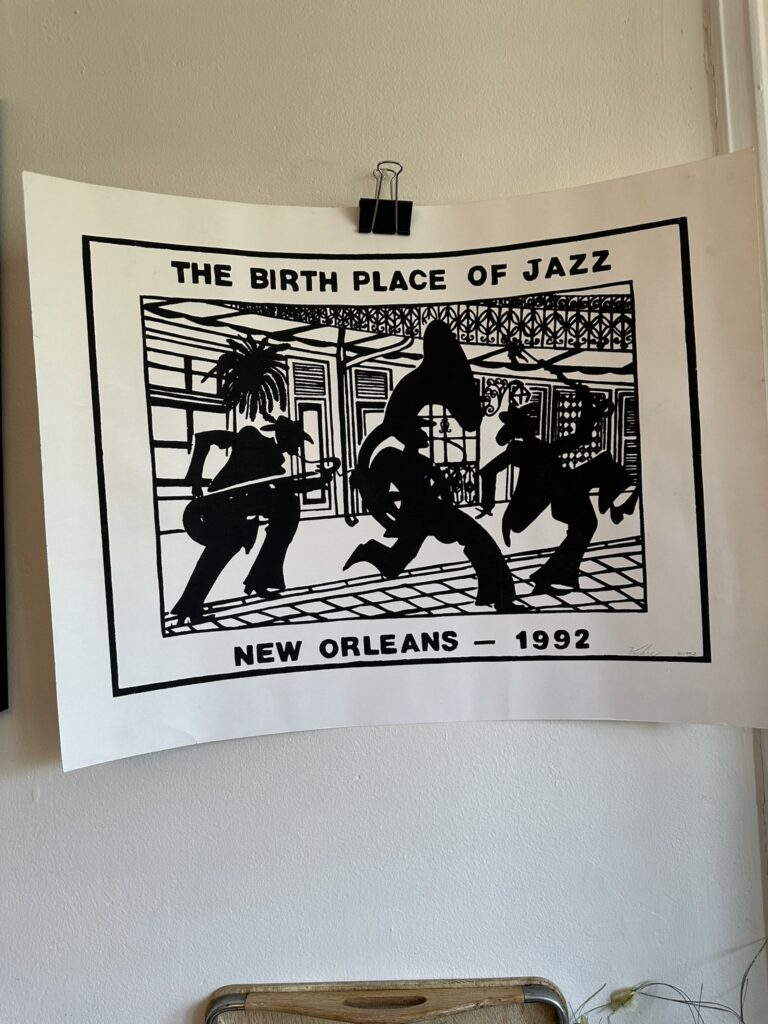 THE BIRTH PLACE OF JAZZ
NEW ORLEANS — 1992